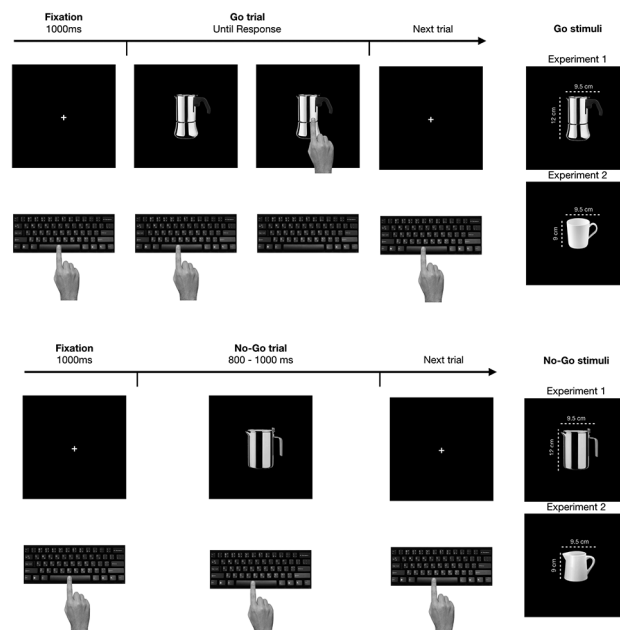 Fixation
1000ms
Go trial
Until Response
Next trial
Go stimuli
Experiment 1
9.5 cm
12 cm
Experiment 2
9.5 cm
9 cm
Fixation
1000ms
No-Go trial
800 - 1000 ms
Next trial
No-Go stimuli
Experiment 1
9.5 cm
12 cm
Experiment 2
9.5 cm
9 cm